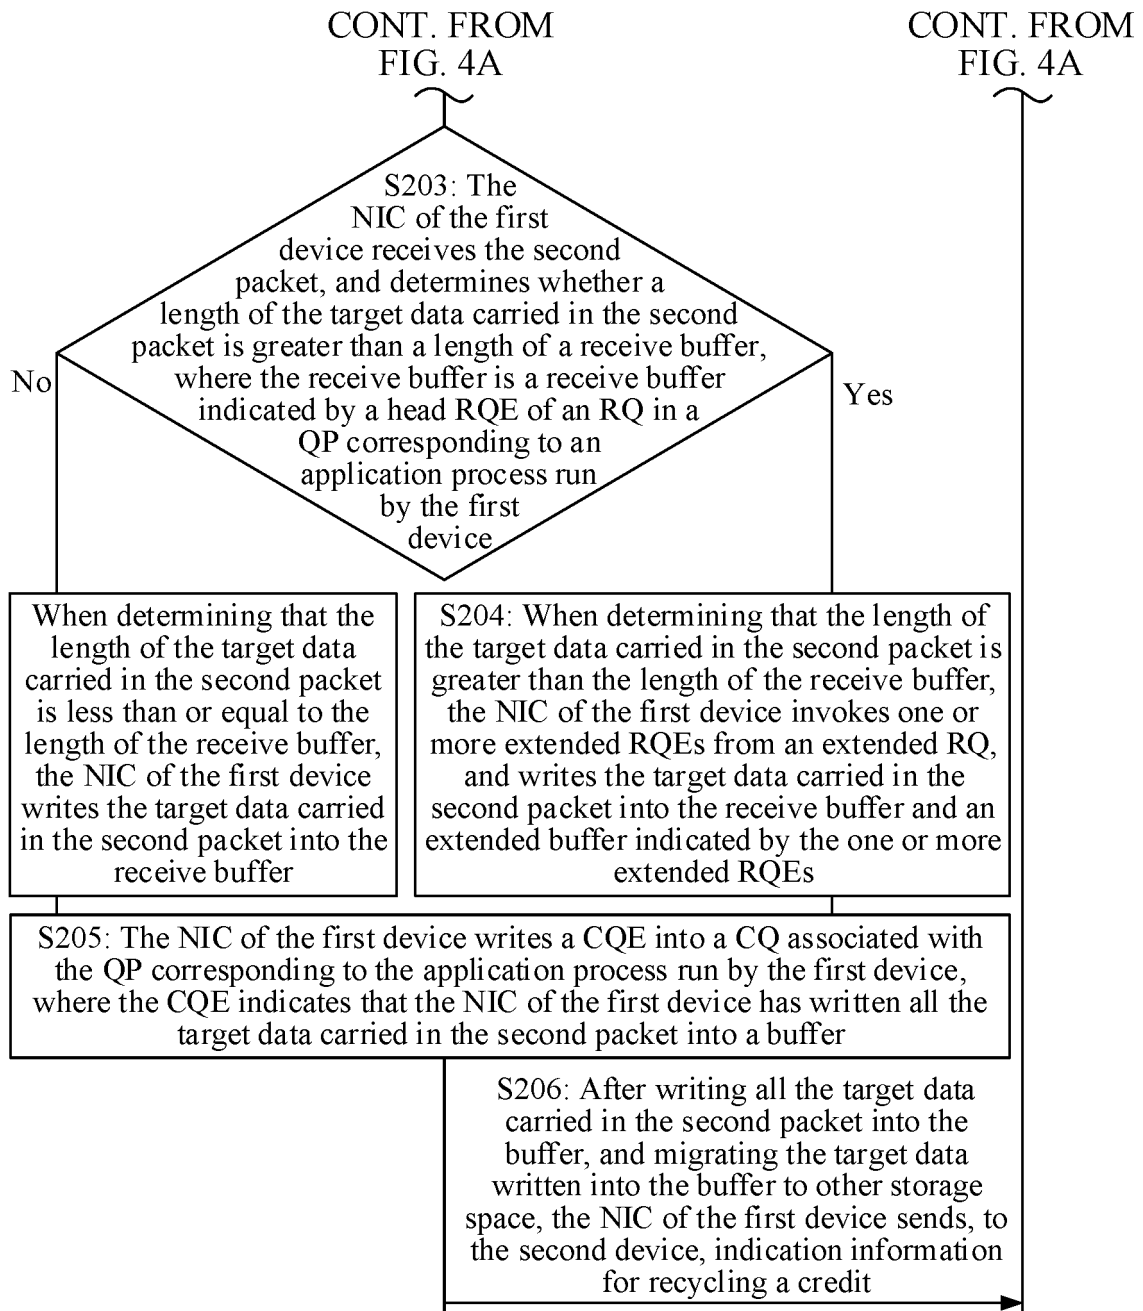 CONT. FROM
FIG. 4A
CONT. FROM
FIG. 4A
S203: The
NIC of the first
device receives the second
packet, and determines whether a
length of the target data carried in the second
packet is greater than a length of a receive buffer,
where the receive buffer is a receive buffer
indicated by a head RQE of an RQ in a
QP corresponding to an
application process run
by the first
device
No
Yes
When determining that the
length of the target data
carried in the second packet
is less than or equal to the
length of the receive buffer,
the NIC of the first device
writes the target data carried
in the second packet into the
receive buffer
S204: When determining that the length of
the target data carried in the second packet is
greater than the length of the receive buffer,
the NIC of the first device invokes one or
more extended RQEs from an extended RQ,
and writes the target data carried in the
second packet into the receive buffer and an
extended buffer indicated by the one or more
extended RQEs
S205: The NIC of the first device writes a CQE into a CQ associated with
the QP corresponding to the application process run by the first device,
where the CQE indicates that the NIC of the first device has written all the
target data carried in the second packet into a buffer
S206: After writing all the target data
carried in the second packet into the
buffer, and migrating the target data
written into the buffer to other storage
space, the NIC of the first device sends, to
the second device, indication information
for recycling a credit